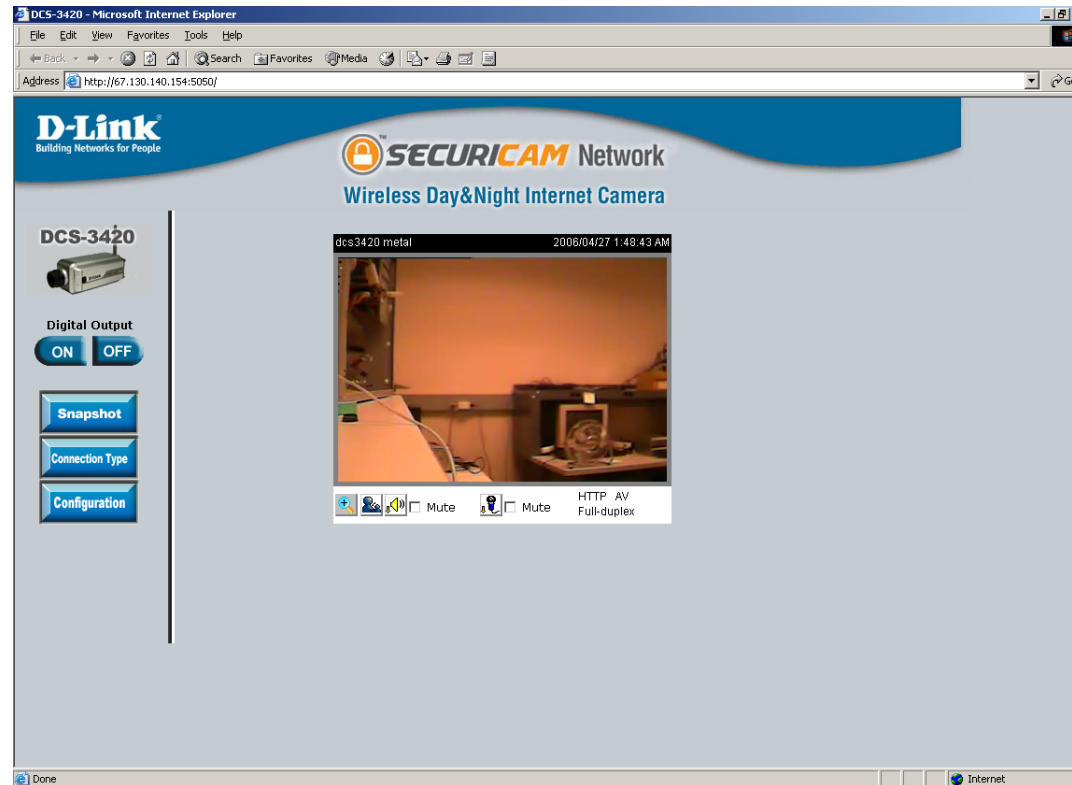 DCS-3420 - Microsoft Internet Explorer
File Edit View Favorites Tools Help
Back Search Favorites Media
Address http://67.130.140.154:5050/ Go
D-Link
Building Networks for People
SECURICAM Network
TM
Wireless Day&Night Internet Camera
DCS-3420
Digital Output
ON OFF
Snapshot
Connection Type
Configuration
dcs3420 metal 2006/04/27 1:48:43 AM
Mute Mute HTTP AV
Full-duplex
Done Internet